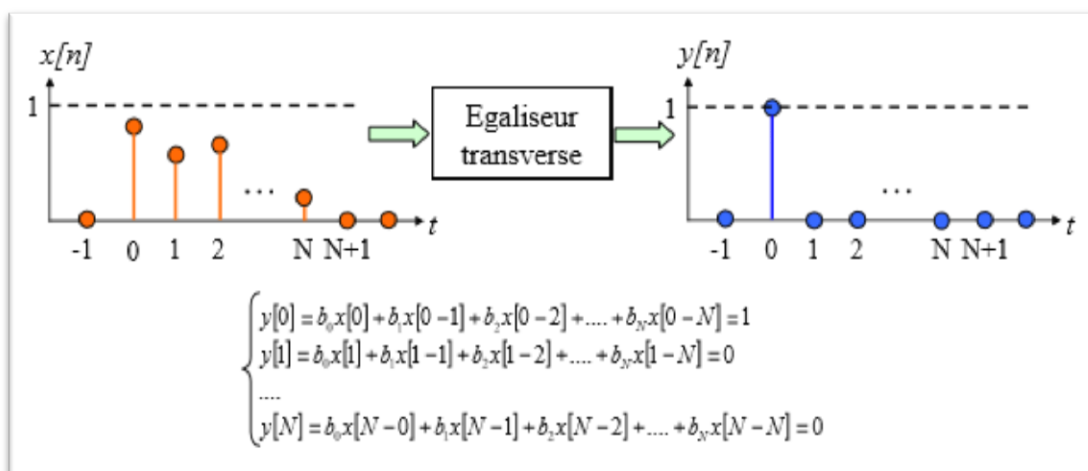 x[n]
y[n]
1
1
Egaliseur
transverse
...
...
t
t
-1 0 1 2 N N+1
-1 0 1 2 N N+1
y[0]=b₀x[0]+b₁x[0-1]+b₂x[0-2]+....+b_Nx[0-N]=1
y[1]=b₀x[1]+b₁x[1-1]+b₂x[1-2]+....+b_Nx[1-N]=0
....
y[N]=b₀x[N-0]+b₁x[N-1]+b₂x[N-2]+....+b_Nx[N-N]=0